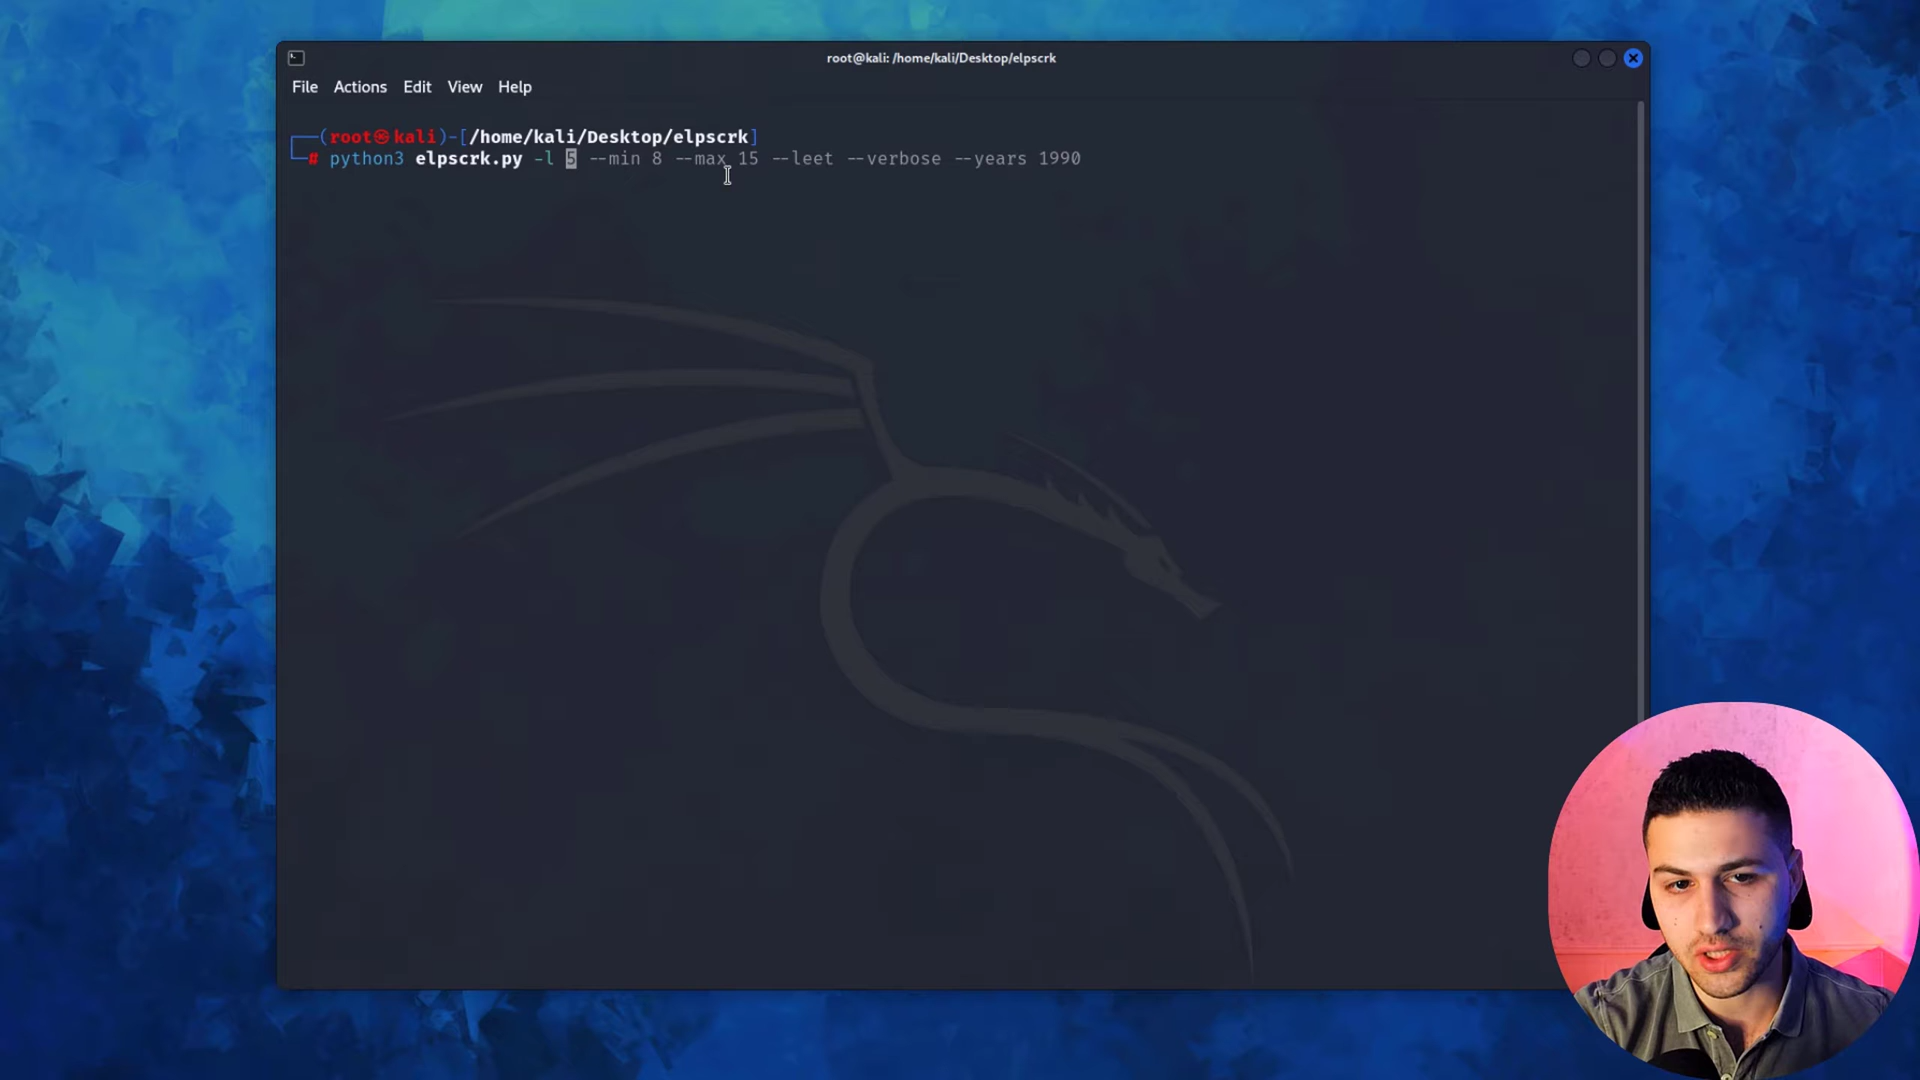 root@kali: /home/kali/Desktop/elpscrk
File Actions Edit View Help
┌──(root㉿kali)-[/home/kali/Desktop/elpscrk]
└─# python3 elpscrk.py -l 5 --min 8 --max 15 --leet --verbose --years 1990